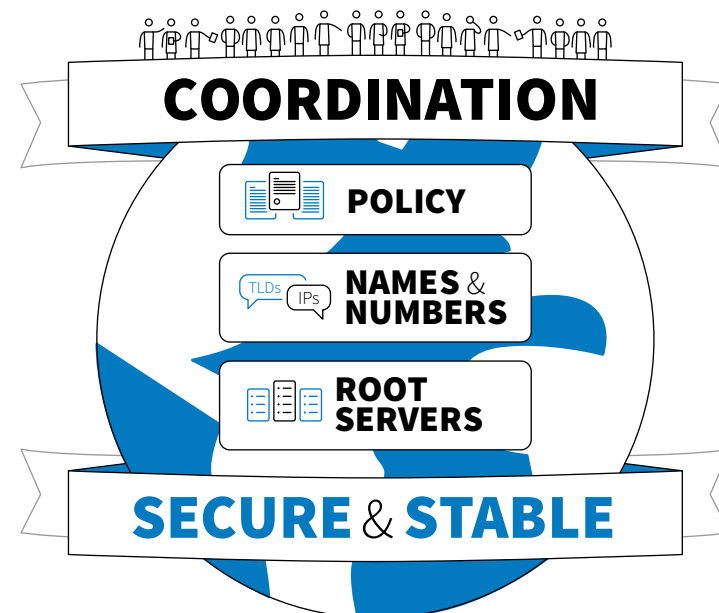 COORDINATION
POLICY
TLDs
IPs
NAMES &
NUMBERS
ROOT
SERVERS
SECURE & STABLE